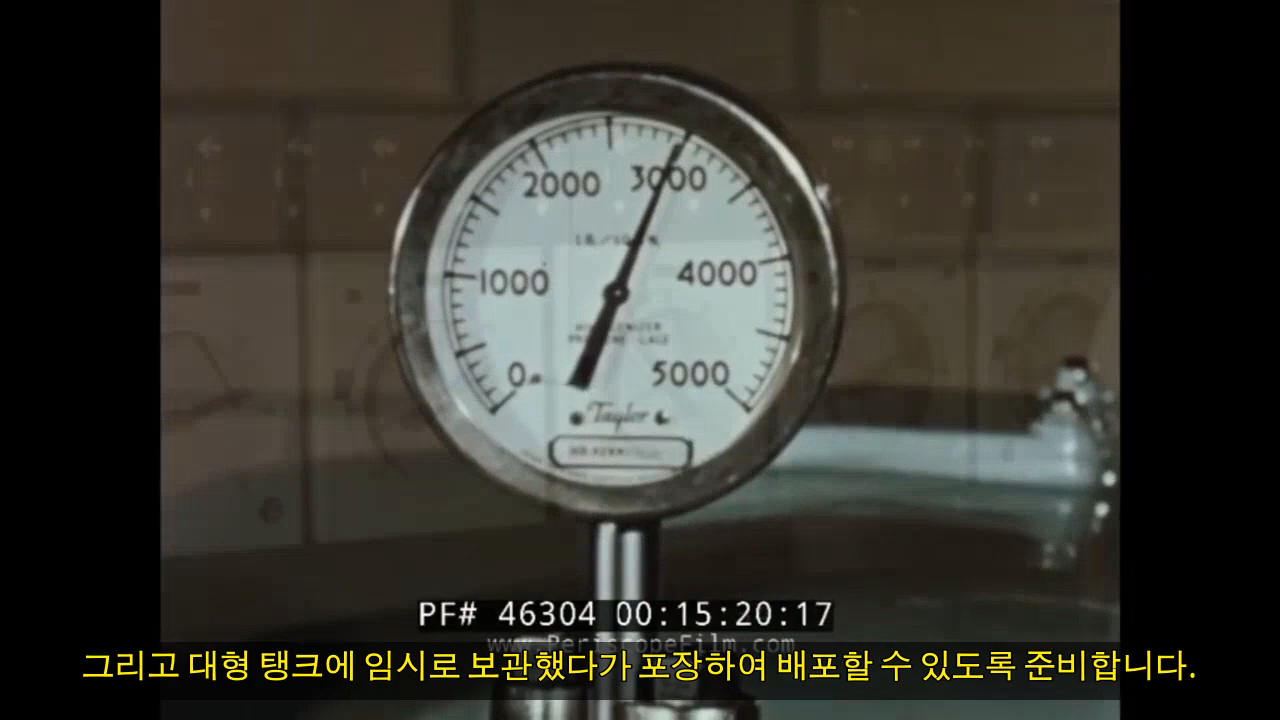 2000 3000
1000 4000
0 5000
Taylor
PF# 46304 00:15:20:17
www.PeriscopeFilm.com
그리고 대형 탱크에 임시로 보관했다가 포장하여 배포할 수 있도록 준비합니다.